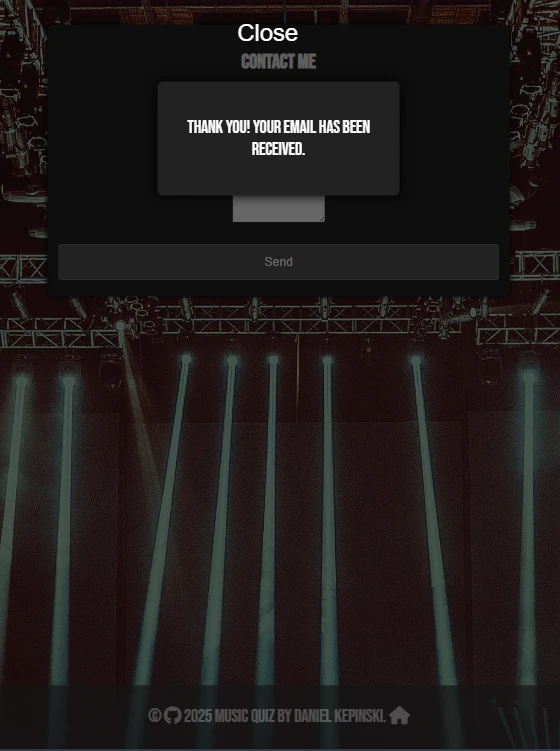 Close
CONTACT ME
THANK YOU! YOUR EMAIL HAS BEEN
RECEIVED.
Send
© 2025 MUSIC QUIZ BY DANIEL KEPINSKI.